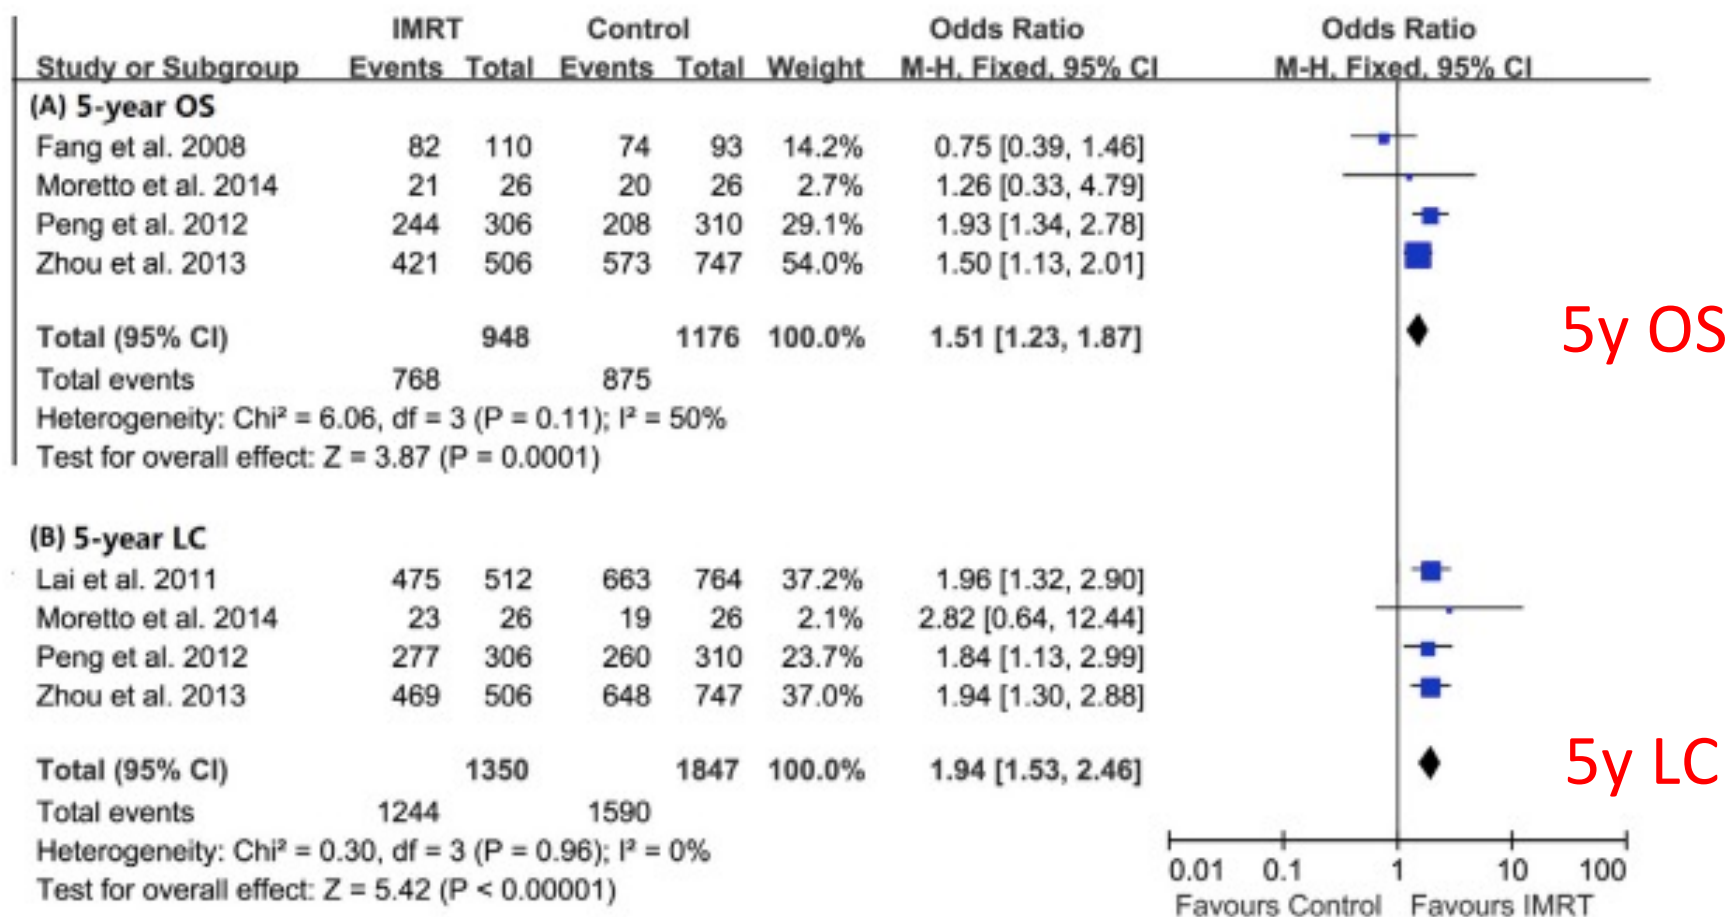 IMRT Control Odds Ratio Odds Ratio
Study or Subgroup Events Total Events Total Weight M-H, Fixed, 95% CI M-H, Fixed, 95% CI
(A) 5-year OS
Fang et al. 2008 82 110 74 93 14.2% 0.75 [0.39, 1.46]
Moretto et al. 2014 21 26 20 26 2.7% 1.26 [0.33, 4.79]
Peng et al. 2012 244 306 208 310 29.1% 1.93 [1.34, 2.78]
Zhou et al. 2013 421 506 573 747 54.0% 1.50 [1.13, 2.01]
Total (95% CI) 948 1176 100.0% 1.51 [1.23, 1.87] 5y OS
Total events 768 875
Heterogeneity: Chi² = 6.06, df = 3 (P = 0.11); I² = 50%
Test for overall effect: Z = 3.87 (P = 0.0001)
(B) 5-year LC
Lai et al. 2011 475 512 663 764 37.2% 1.96 [1.32, 2.90]
Moretto et al. 2014 23 26 19 26 2.1% 2.82 [0.64, 12.44]
Peng et al. 2012 277 306 260 310 23.7% 1.84 [1.13, 2.99]
Zhou et al. 2013 469 506 648 747 37.0% 1.94 [1.30, 2.88]
Total (95% CI) 1350 1847 100.0% 1.94 [1.53, 2.46] 5y LC
Total events 1244 1590
Heterogeneity: Chi² = 0.30, df = 3 (P = 0.96); I² = 0%
Test for overall effect: Z = 5.42 (P < 0.00001)
0.01 0.1 1 10 100
Favours Control Favours IMRT